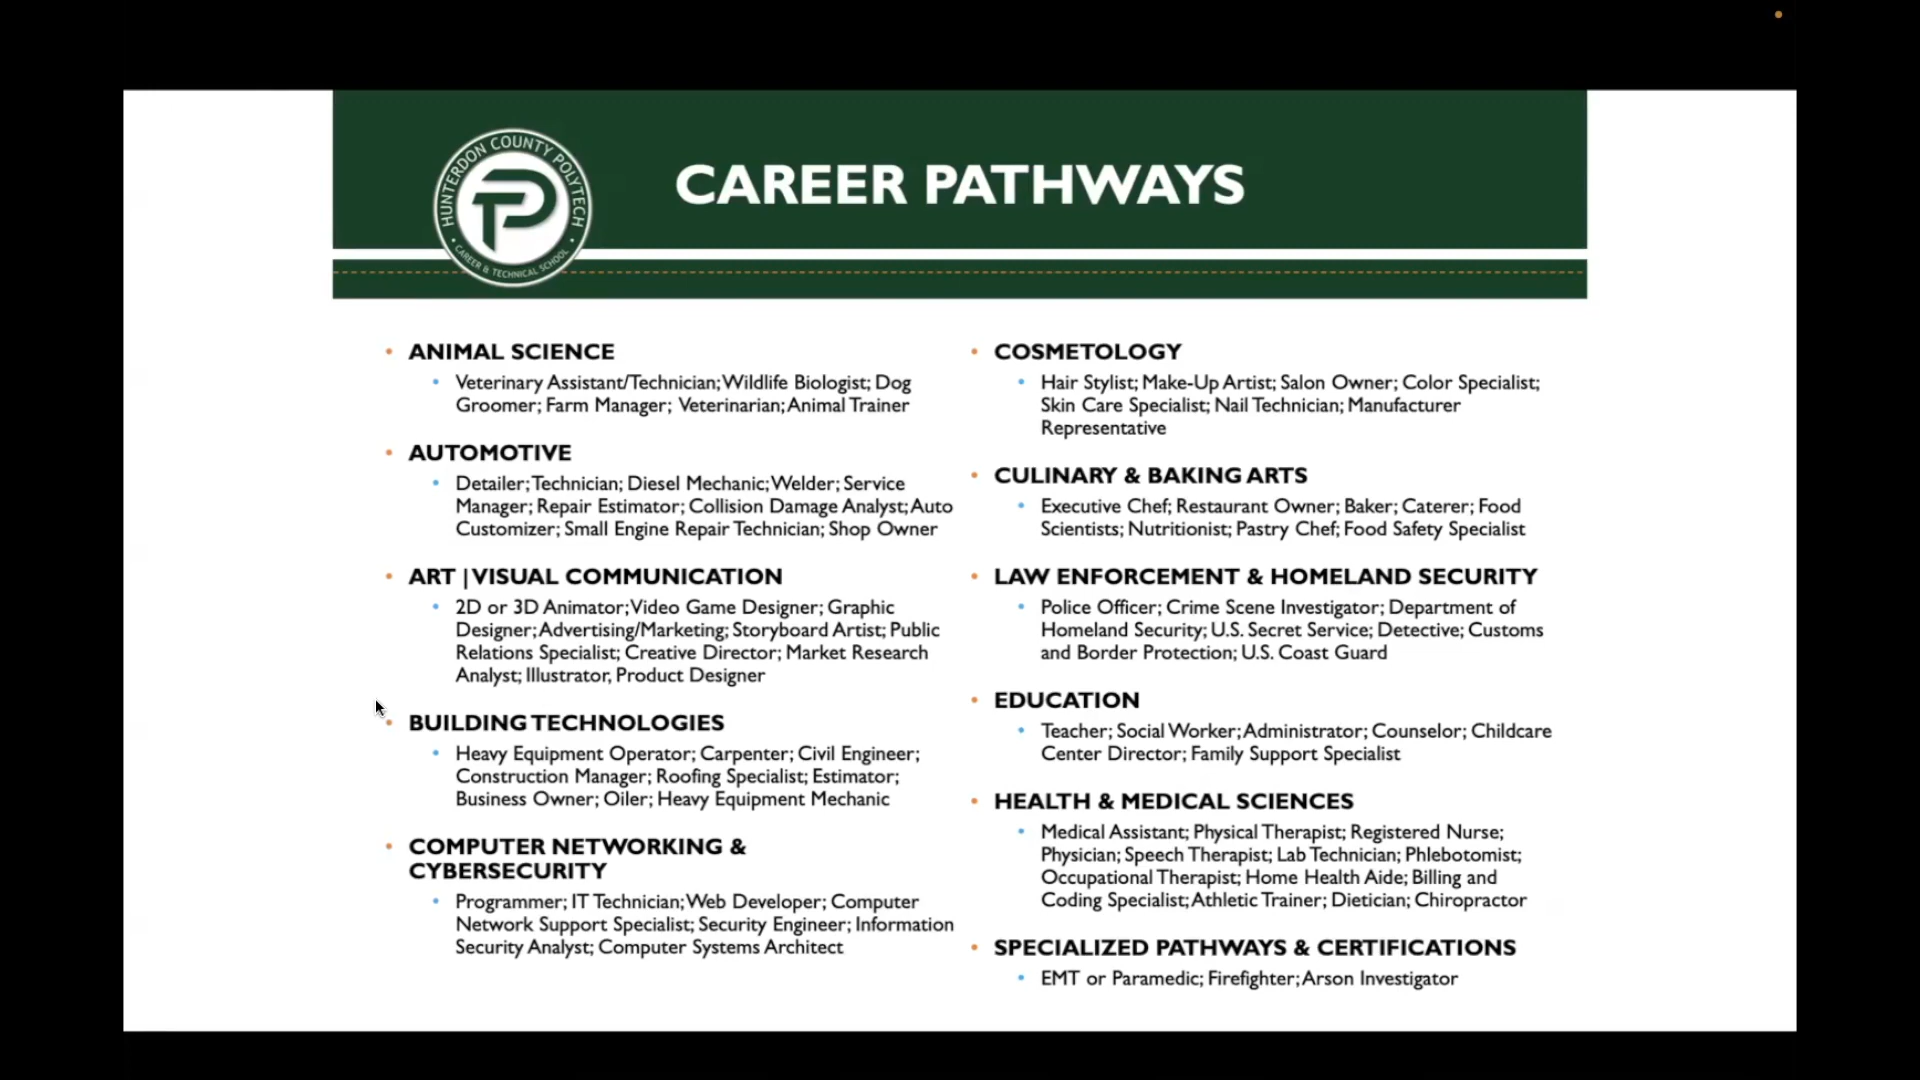 HUNTERDON COUNTY POLYTECH
CAREER & TECHNICAL SCHOOL
CAREER PATHWAYS
• ANIMAL SCIENCE
• Veterinary Assistant/Technician; Wildlife Biologist; Dog
Groomer; Farm Manager; Veterinarian; Animal Trainer
• AUTOMOTIVE
• Detailer; Technician; Diesel Mechanic; Welder; Service
Manager; Repair Estimator; Collision Damage Analyst; Auto
Customizer; Small Engine Repair Technician; Shop Owner
• ART | VISUAL COMMUNICATION
• 2D or 3D Animator; Video Game Designer; Graphic
Designer; Advertising/Marketing; Storyboard Artist; Public
Relations Specialist; Creative Director; Market Research
Analyst; Illustrator, Product Designer
• BUILDING TECHNOLOGIES
• Heavy Equipment Operator; Carpenter; Civil Engineer;
Construction Manager; Roofing Specialist; Estimator;
Business Owner; Oiler; Heavy Equipment Mechanic
• COMPUTER NETWORKING &
CYBERSECURITY
• Programmer; IT Technician; Web Developer; Computer
Network Support Specialist; Security Engineer; Information
Security Analyst; Computer Systems Architect
• COSMETOLOGY
• Hair Stylist; Make-Up Artist; Salon Owner; Color Specialist;
Skin Care Specialist; Nail Technician; Manufacturer
Representative
• CULINARY & BAKING ARTS
• Executive Chef; Restaurant Owner; Baker; Caterer; Food
Scientists; Nutritionist; Pastry Chef; Food Safety Specialist
• LAW ENFORCEMENT & HOMELAND SECURITY
• Police Officer; Crime Scene Investigator; Department of
Homeland Security; U.S. Secret Service; Detective; Customs
and Border Protection; U.S. Coast Guard
• EDUCATION
• Teacher; Social Worker; Administrator; Counselor; Childcare
Center Director; Family Support Specialist
• HEALTH & MEDICAL SCIENCES
• Medical Assistant; Physical Therapist; Registered Nurse;
Physician; Speech Therapist; Lab Technician; Phlebotomist;
Occupational Therapist; Home Health Aide; Billing and
Coding Specialist; Athletic Trainer; Dietician; Chiropractor
• SPECIALIZED PATHWAYS & CERTIFICATIONS
• EMT or Paramedic; Firefighter; Arson Investigator